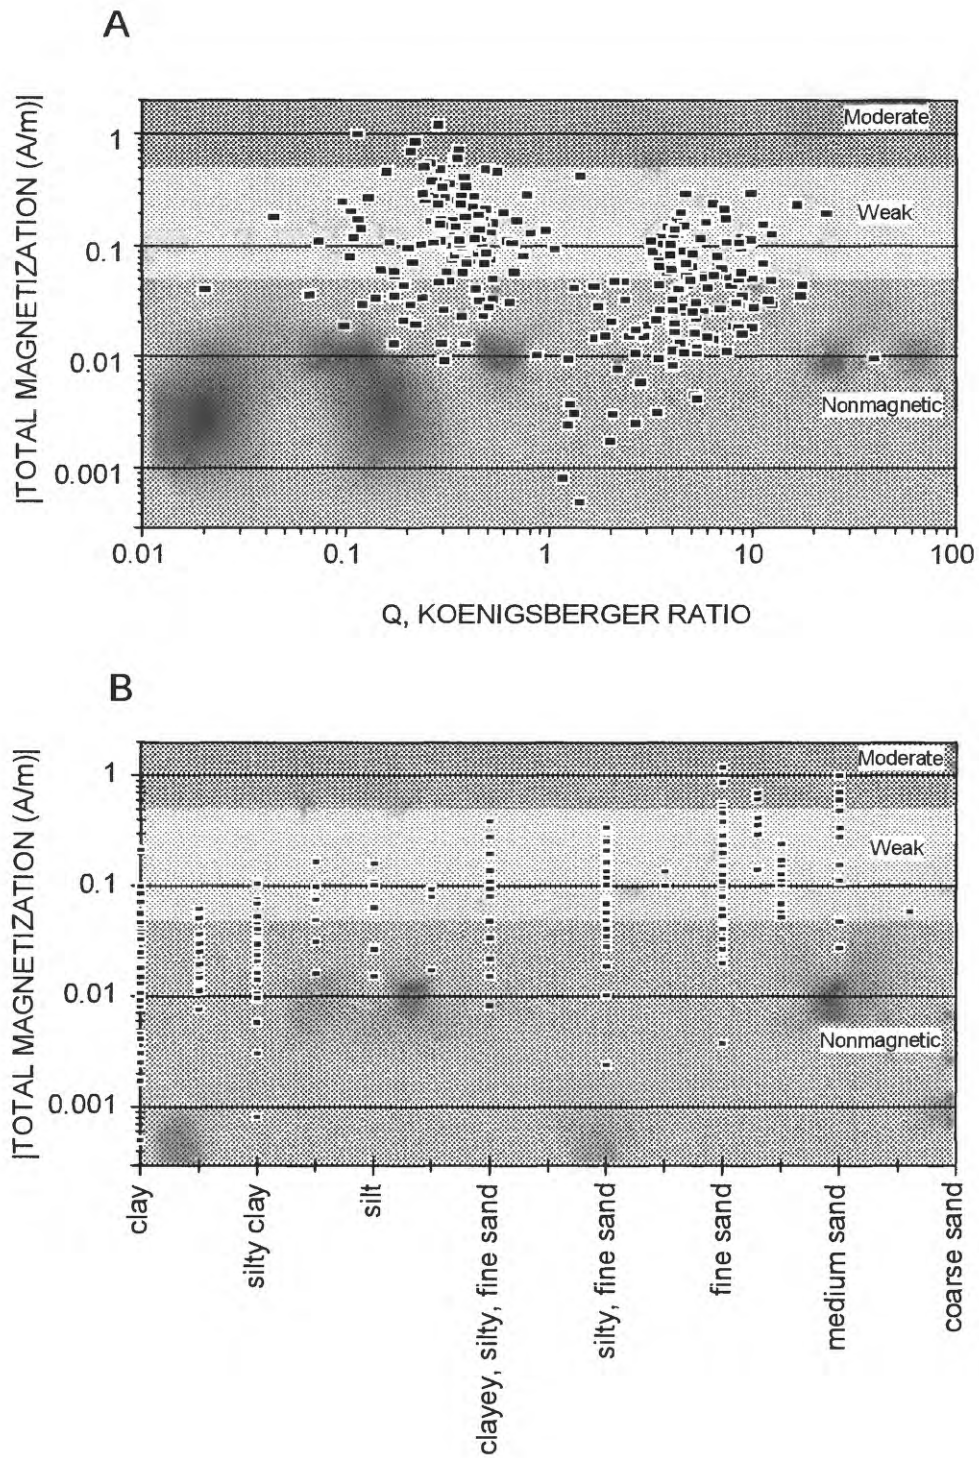 A
|TOTAL MAGNETIZATION (A/m)|
Moderate
1
Weak
0.1
0.01
Nonmagnetic
0.001
0.01 0.1 1 10 100
Q, KOENIGSBERGER RATIO
B
|TOTAL MAGNETIZATION (A/m)|
Moderate
1
Weak
0.1
0.01
Nonmagnetic
0.001
clay
silty clay
silt
clayey, silty, fine sand
silty, fine sand
fine sand
medium sand
coarse sand